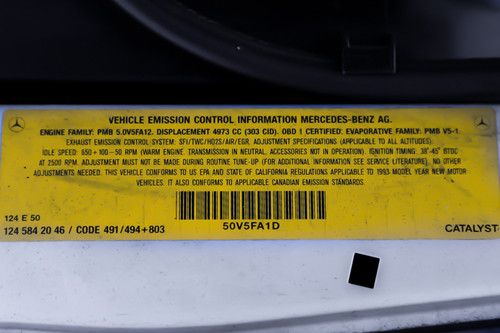 VEHICLE EMISSION CONTROL INFORMATION MERCEDES-BENZ AG.
ENGINE FAMILY: PMB 5.0V5FA12. DISPLACEMENT 4973 CC (303 CID). OBD I CERTIFIED: EVAPORATIVE FAMILY: PMB V5-1
EXHAUST EMISSION CONTROL SYSTEM: SFI/TWC/HO2S/AIR/EGR. ADJUSTMENT SPECIFICATIONS (APPLICABLE TO ALL ALTITUDES):
IDLE SPEED: 650+100-50 RPM (WARM ENGINE, TRANSMISSION IN NEUTRAL, ACCESSORIES NOT IN OPERATION). IGNITION TIMING: 38°-45° BTDC
AT 2500 RPM. ADJUSTMENT MUST NOT BE MADE DURING ROUTINE TUNE-UP (FOR ADDITIONAL INFORMATION SEE SERVICE MANUAL). NO OTHER
ADJUSTMENTS NEEDED. THIS VEHICLE CONFORMS TO US EPA AND STATE OF CALIFORNIA REGULATIONS APPLICABLE TO 1993 MODEL YEAR NEW MOTOR
VEHICLES. IT ALSO CONFORMS TO APPLICABLE CANADIAN EMISSION STANDARDS.
124 E 50
124 584 20 46 / CODE 491/494+803
50V5FA1D
CATALYST